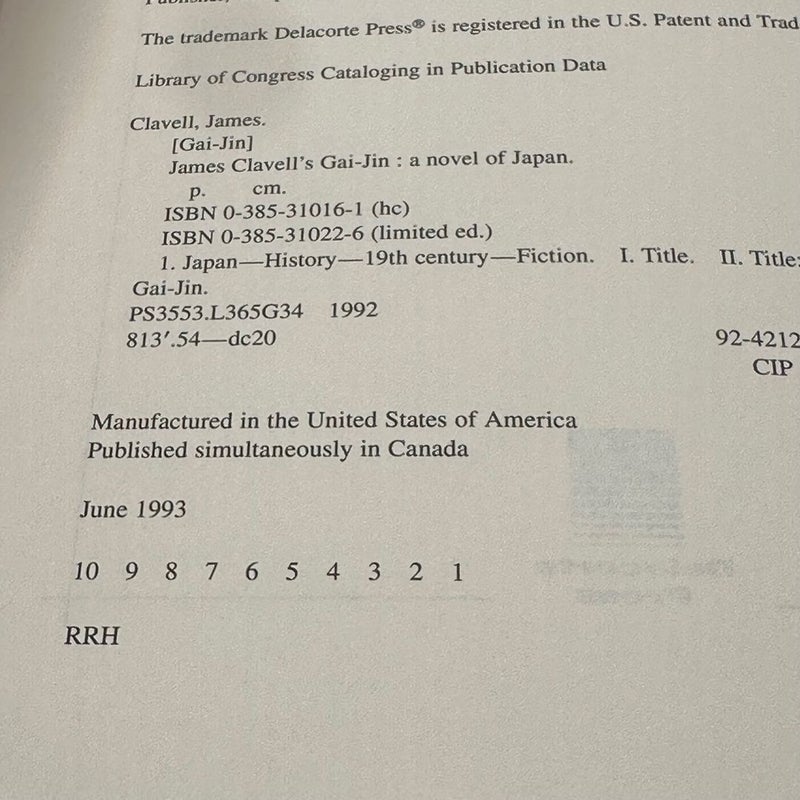 The trademark Delacorte Press® is registered in the U.S. Patent and Trad
Library of Congress Cataloging in Publication Data
Clavell, James.
[Gai-Jin]
James Clavell's Gai-Jin : a novel of Japan.
p. cm.
ISBN 0-385-31016-1 (hc)
ISBN 0-385-31022-6 (limited ed.)
1. Japan—History—19th century—Fiction. I. Title. II. Title:
Gai-Jin.
PS3553.L365G34 1992
813′.54—dc20 92-4212
CIP
Manufactured in the United States of America
Published simultaneously in Canada
June 1993
10 9 8 7 6 5 4 3 2 1
RRH